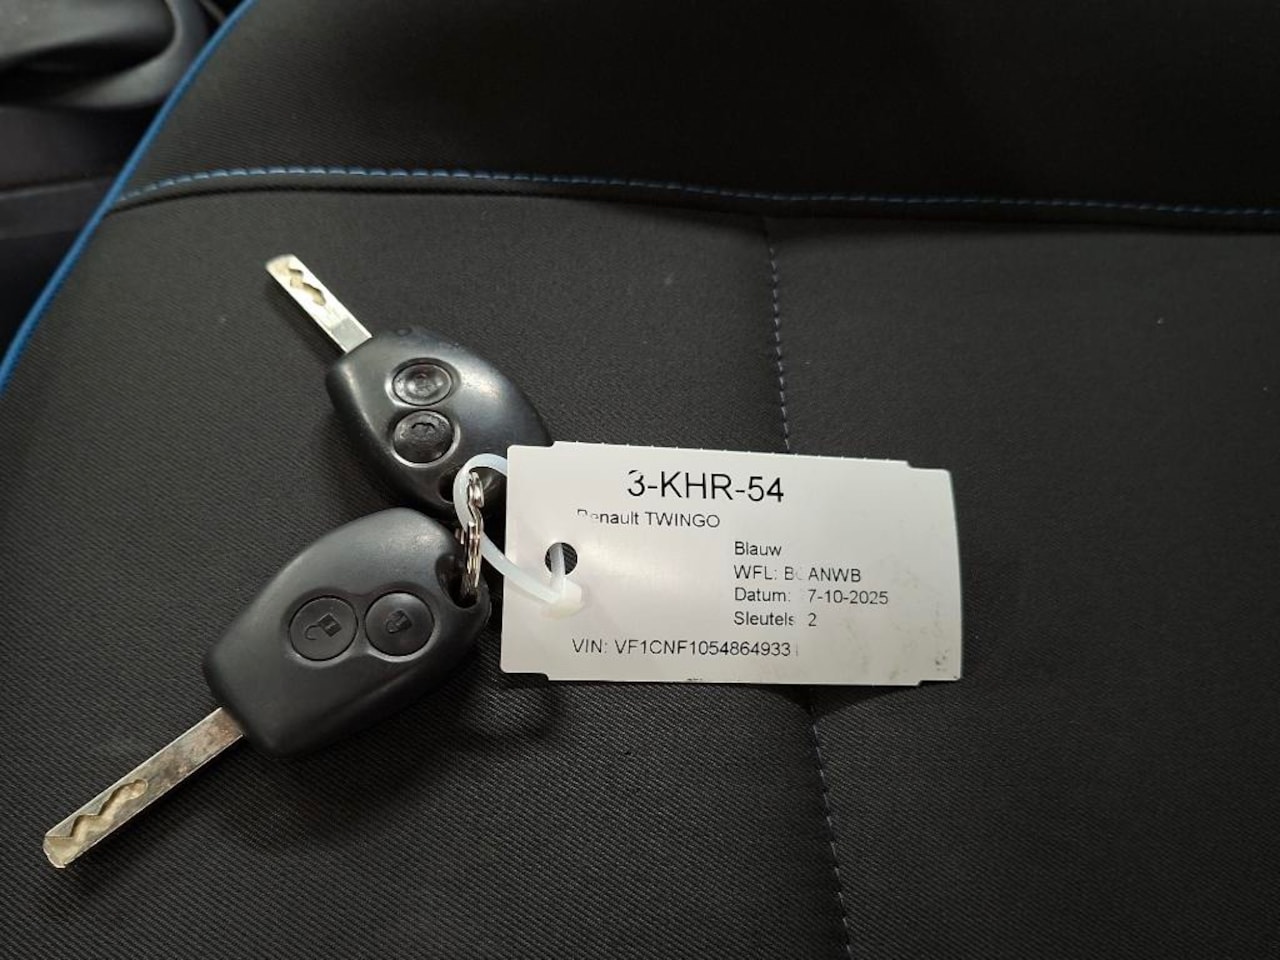 3-KHR-54
Renault TWINGO
Blauw
WFL: ANWB
Datum: 7-10-2025
Sleutels 2
VIN: VF1CNF1054864933